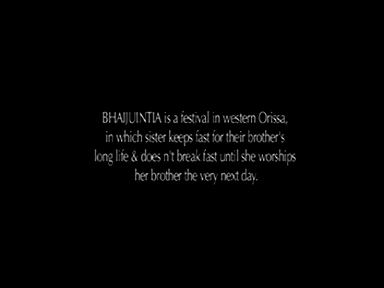 BHAIJUINTIA is a festival in western Orissa,
in which sister keeps fast for their brother's
long life & does n't break fast until she worships
her brother the very next day.